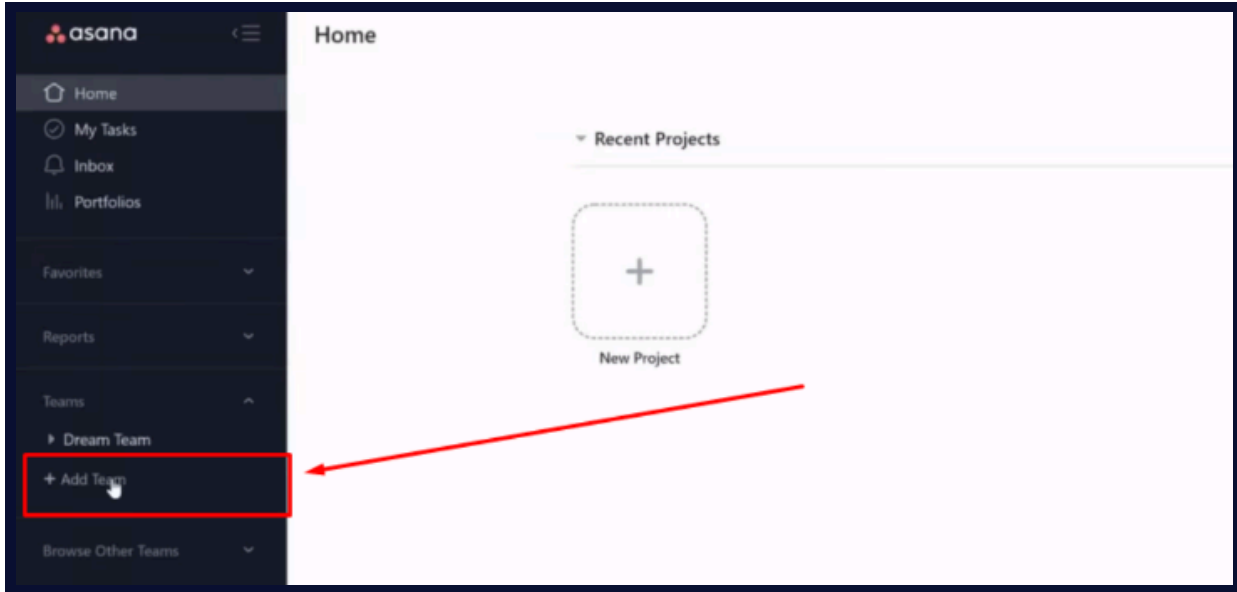 asana
Home
My Tasks
Inbox
Portfolios
Favorites
Reports
Teams
Dream Team
+ Add Team
Browse Other Teams
Home
Recent Projects
+
New Project